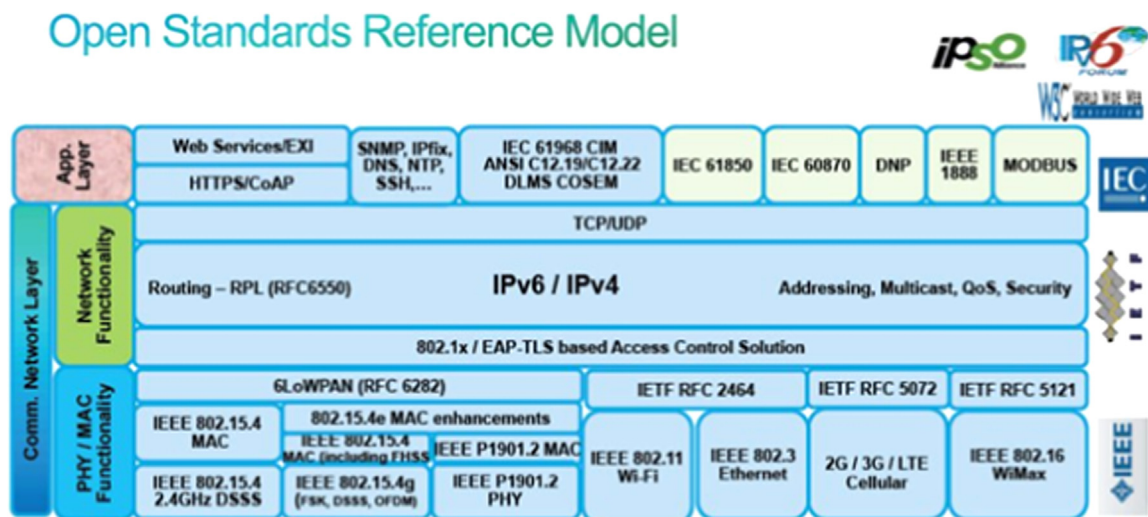 Open Standards Reference Model
ipso
Alliance
IPv6
FORUM
W3C WORLD WIDE WEB
consortium
App.
Layer
Web Services/EXI
HTTPS/CoAP
SNMP, IPfix,
DNS, NTP,
SSH,...
IEC 61968 CIM
ANSI C12.19/C12.22
DLMS COSEM
IEC 61850
IEC 60870
DNP
IEEE
1888
MODBUS
IEC
Comm. Network Layer
Network
Functionality
TCP/UDP
Routing – RPL (RFC6550)
IPv6 / IPv4
Addressing, Multicast, QoS, Security
802.1x / EAP-TLS based Access Control Solution
IETF
PHY / MAC
Functionality
6LoWPAN (RFC 6282)
IETF RFC 2464
IETF RFC 5072
IETF RFC 5121
IEEE 802.15.4
MAC
802.15.4e MAC enhancements
IEEE 802.15.4
MAC (including FHSS
IEEE P1901.2 MAC
IEEE 802.15.4
2.4GHz DSSS
IEEE 802.15.4g
(FSK, DSSS, OFDM)
IEEE P1901.2
PHY
IEEE 802.11
Wi-Fi
IEEE 802.3
Ethernet
2G / 3G / LTE
Cellular
IEEE 802.16
WiMax
IEEE